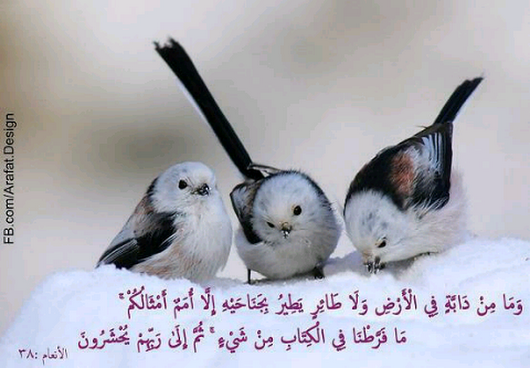 FB.com/Arafat.Design
وَمَا مِنْ دَابَّةٍ فِي الْأَرْضِ وَلَا طَائِرٍ يَطِيرُ بِجَنَاحَيْهِ إِلَّا أُمَمٌ أَمْثَالُكُمْ ۚ
مَا فَرَّطْنَا فِي الْكِتَابِ مِنْ شَيْءٍ ۚ ثُمَّ إِلَىٰ رَبِّهِمْ يُحْشَرُونَ
الأنعام :٣٨